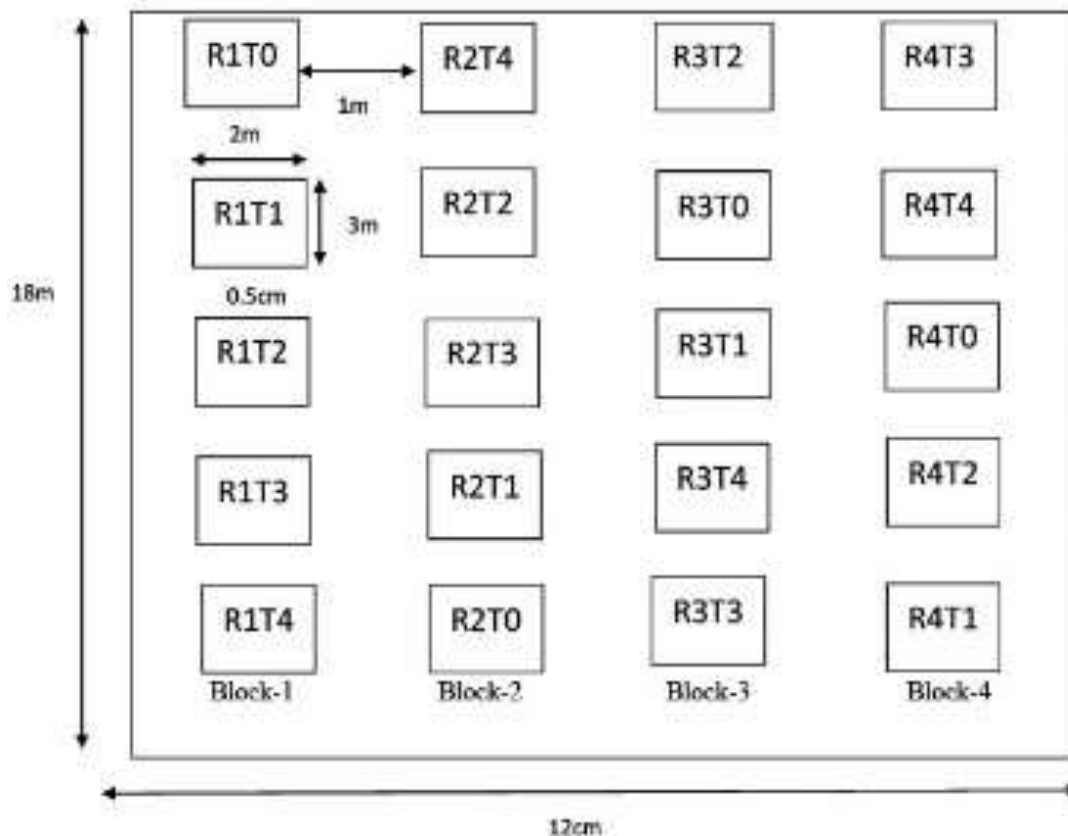 R1T0 R2T4 R3T2 R4T3
1m
2m
R1T1 R2T2 R3T0 R4T4
3m
18m
0.5cm
R1T2 R2T3 R3T1 R4T0
R1T3 R2T1 R3T4 R4T2
R1T4 R2T0 R3T3 R4T1
Block-1 Block-2 Block-3 Block-4
12cm